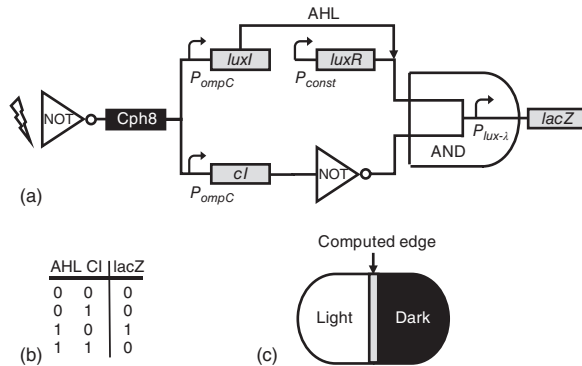 AHL
luxI
luxR
P_ompC
P_const
NOT
Cph8
lacZ
P_lux-λ
AND
cI
NOT
P_ompC
(a)
Computed edge
AHL CI lacZ
0 0 0
0 1 0
1 0 1
1 1 0
Light
Dark
(b)
(c)